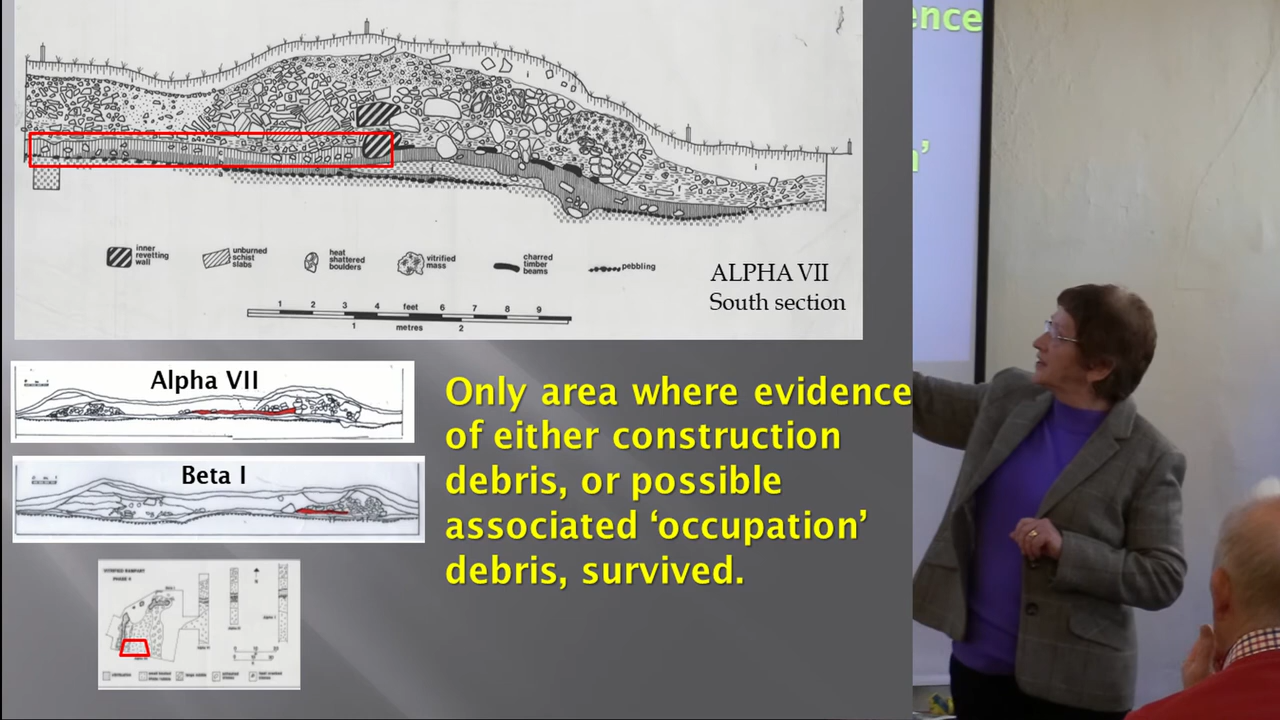 ence
’
inner
revetting
wall
unburned
schist
slabs
heat
shattered
boulders
vitrified
mass
charred
timber
beams
pebbling
1 2 3 4 feet 6 7 8 9
1 metres 2
ALPHA VII
South section
Alpha VII
Beta I
Only area where evidence
of either construction
debris, or possible
associated ‘occupation’
debris, survived.
VITRIFIED RAMPART